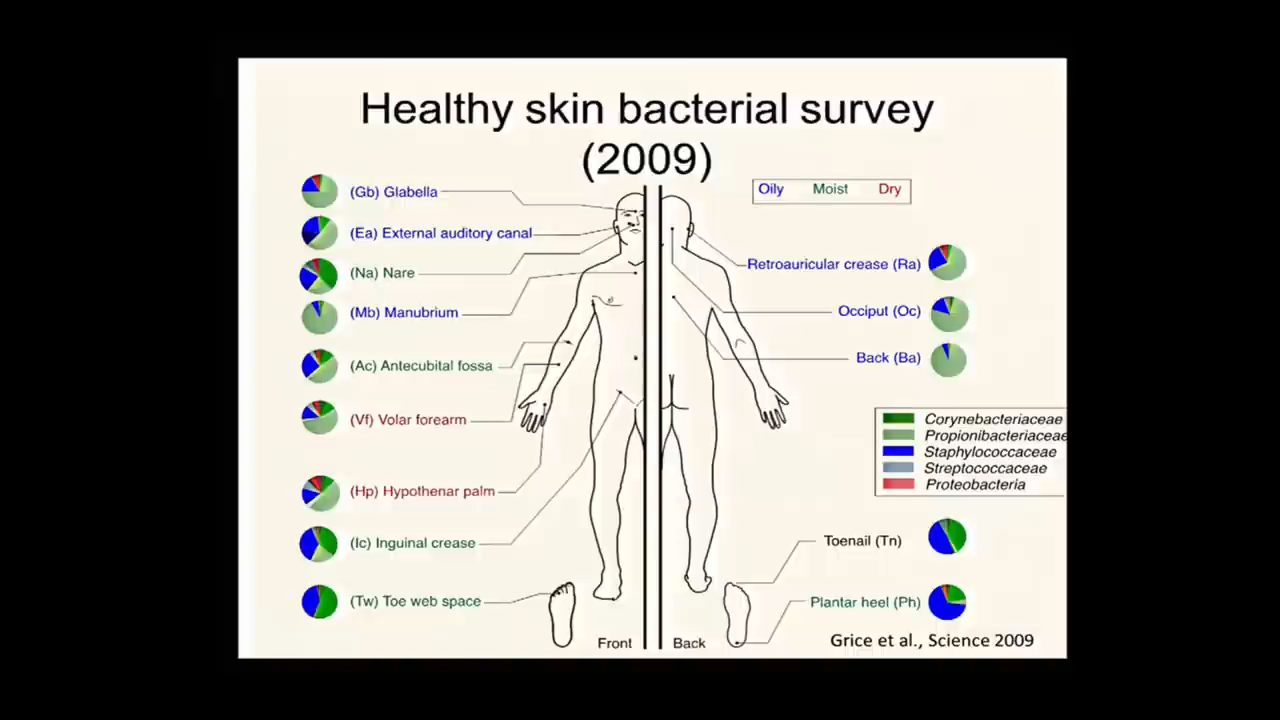 Healthy skin bacterial survey
(2009)
Oily Moist Dry
(Gb) Glabella
(Ea) External auditory canal
(Na) Nare
(Mb) Manubrium
(Ac) Antecubital fossa
(Vf) Volar forearm
(Hp) Hypothenar palm
(Ic) Inguinal crease
(Tw) Toe web space
Retroauricular crease (Ra)
Occiput (Oc)
Back (Ba)
Corynebacteriaceae
Propionibacteriaceae
Staphylococcaceae
Streptococcaceae
Proteobacteria
Toenail (Tn)
Plantar heel (Ph)
Front Back
Grice et al., Science 2009